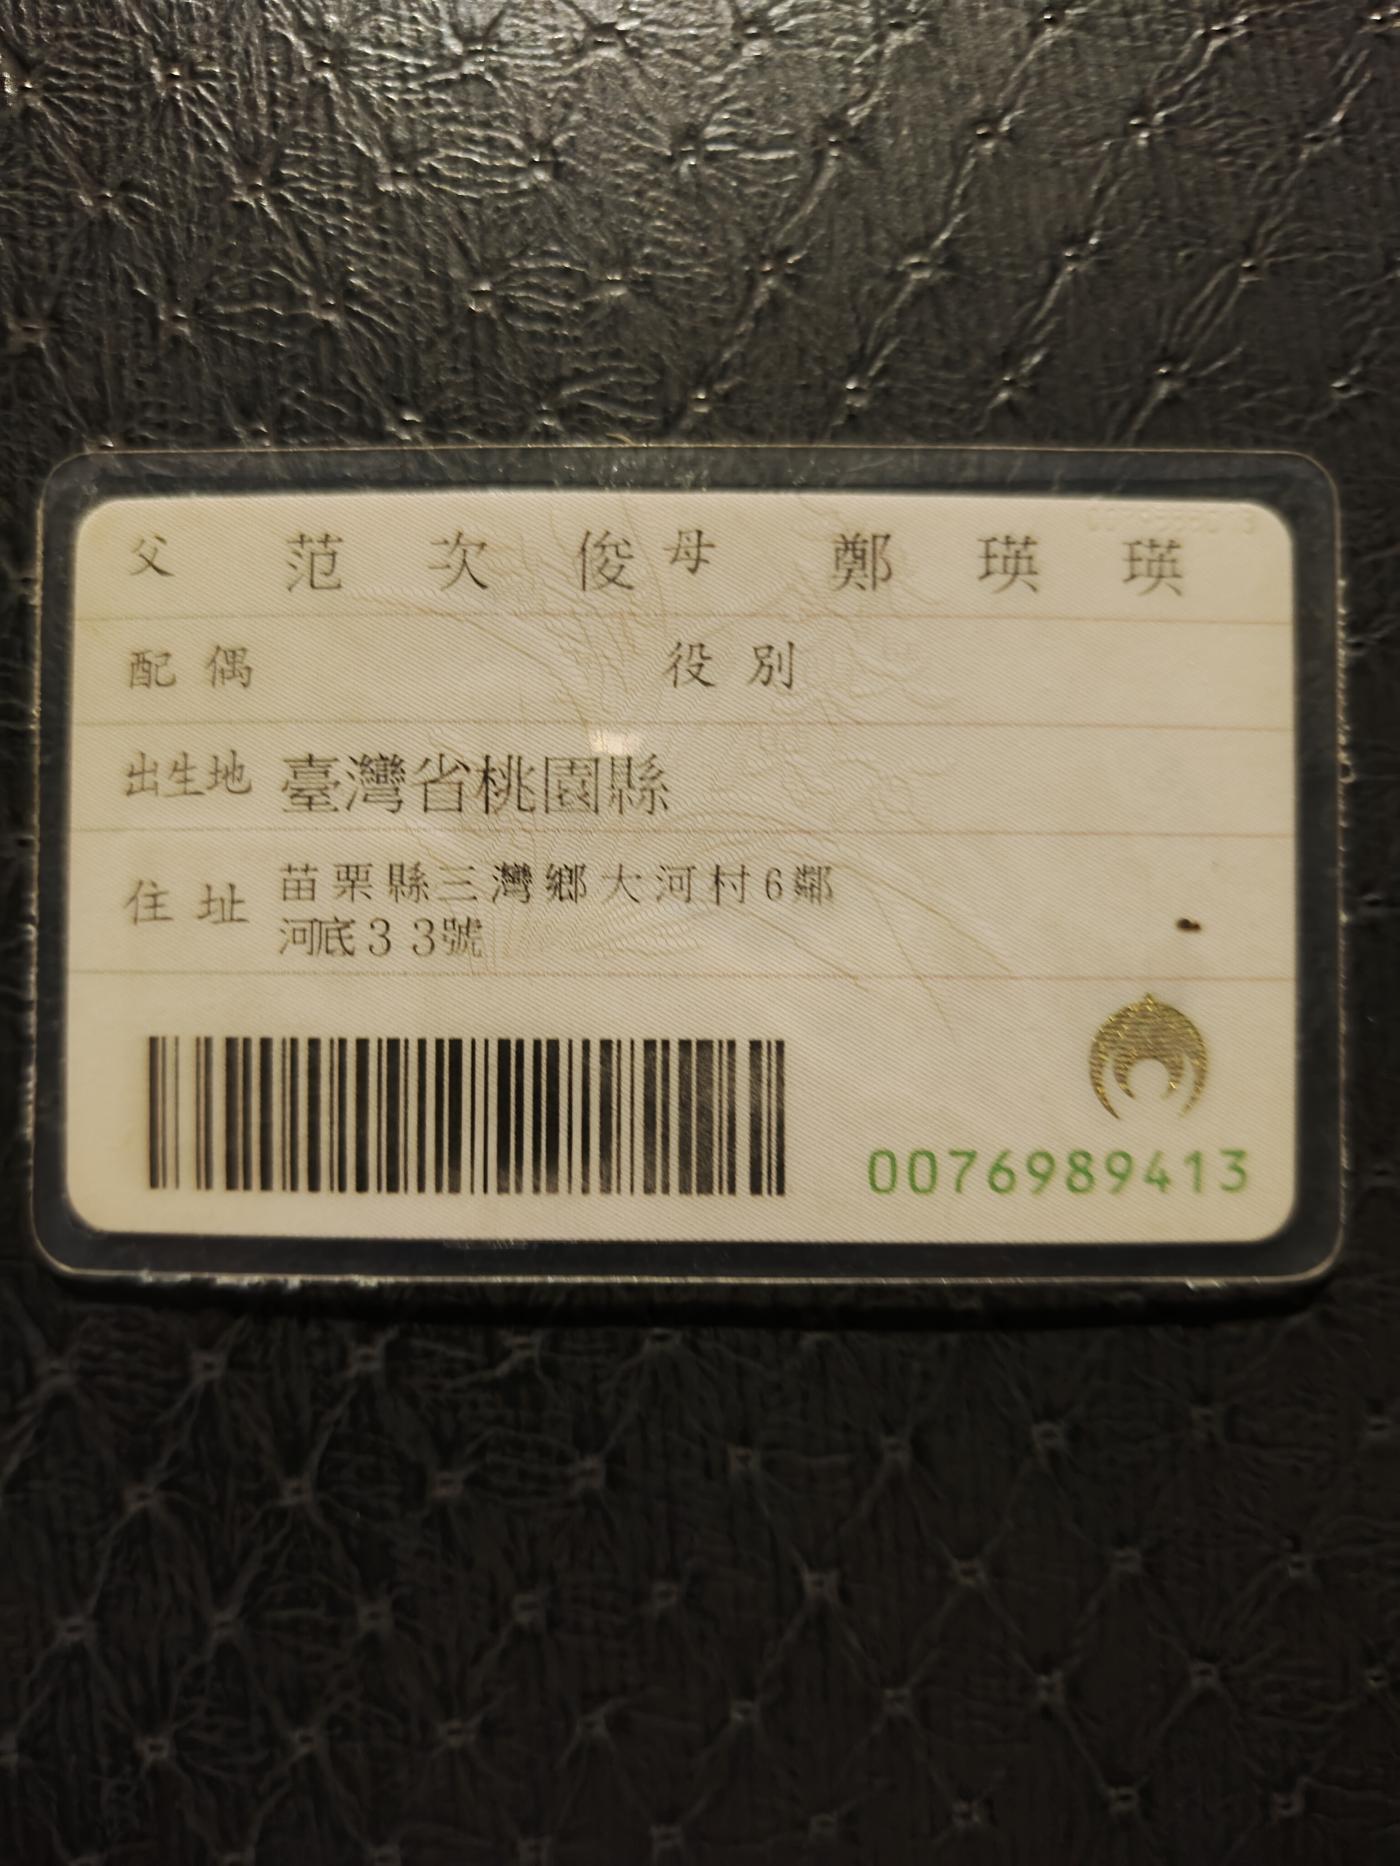 父 范次俊 母 鄭瑛瑛
配偶 役別
出生地 臺灣省桃園縣
住址 苗栗縣三灣鄉大河村6鄰
河底33號
0076989413